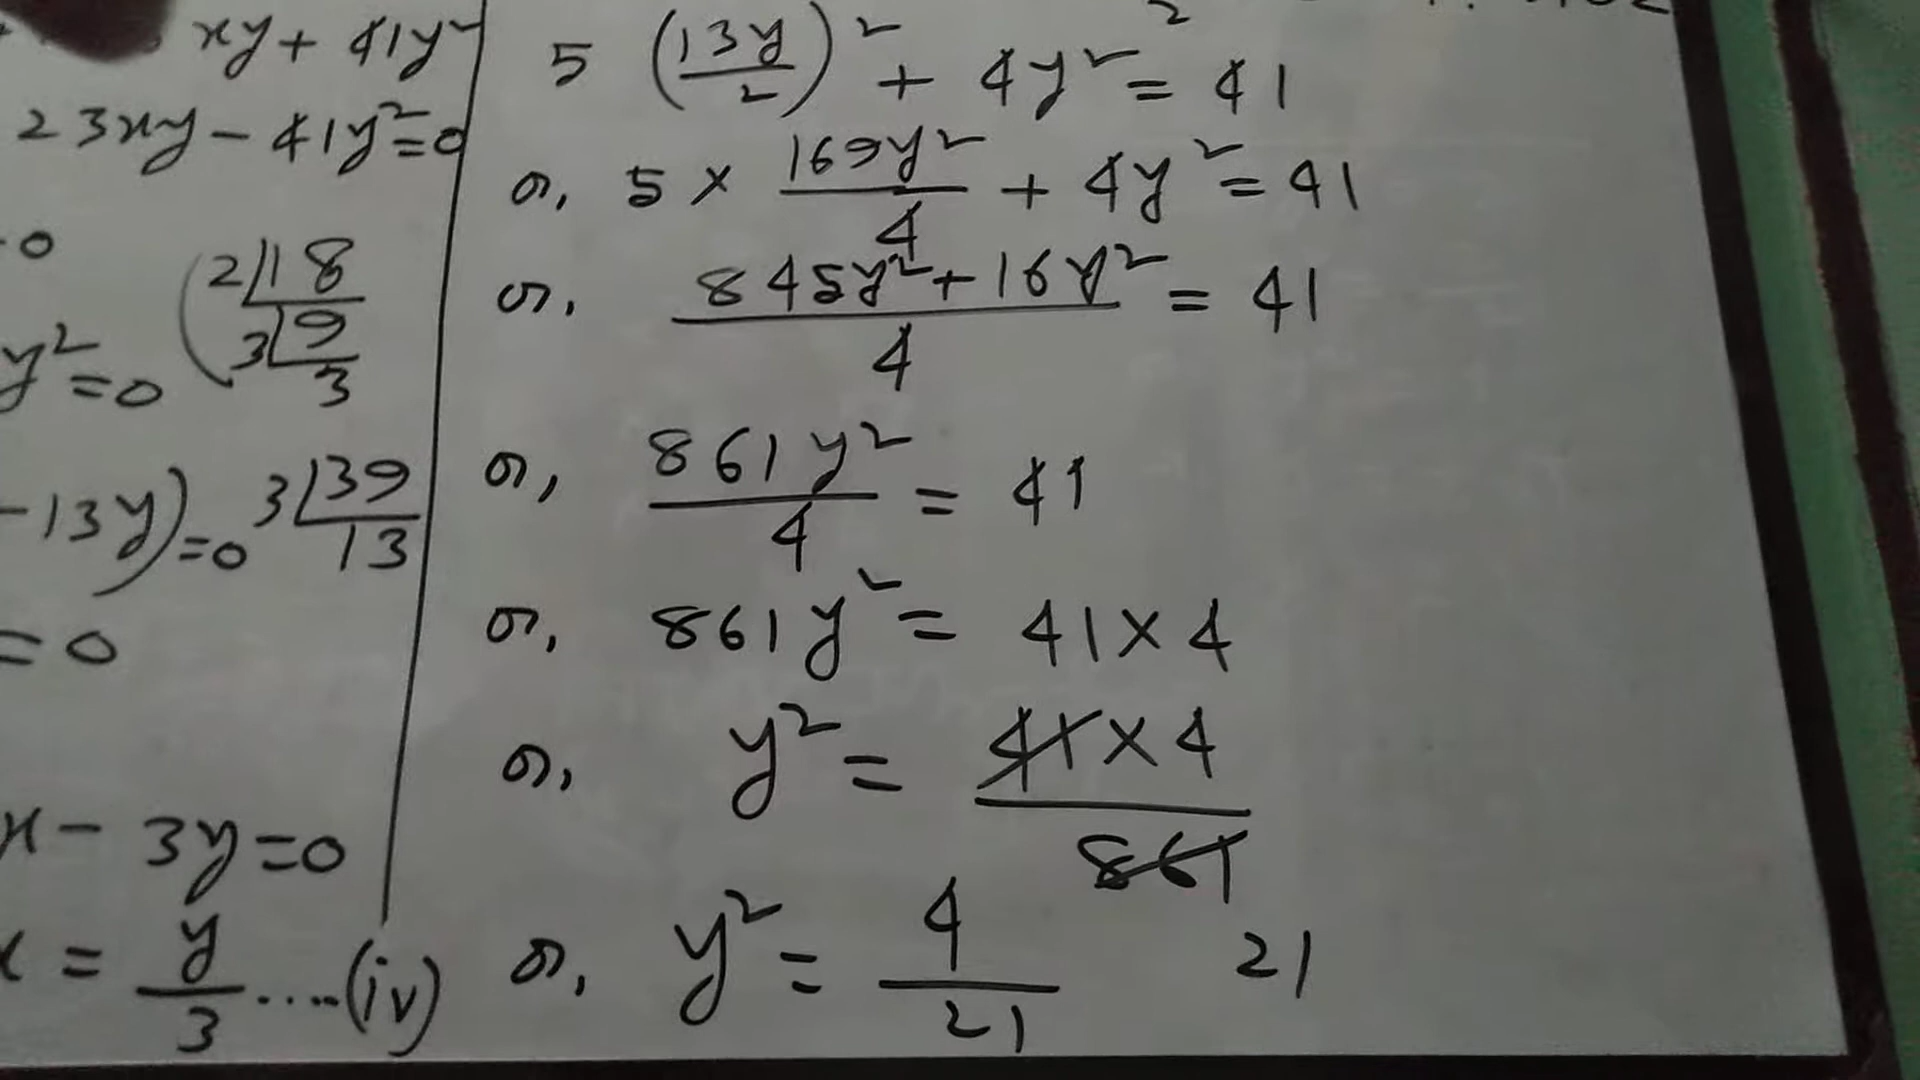 xy + 41y²
23xy - 41y² = 0
0
(2|18
3|9
3
y² = 0
- 13y) = 0
3|39
13
= 0
x - 3y = 0
x = y/3 ....(iv)
5 (13y/2)² + 4y² = 41
বা, 5 × 169y²/4 + 4y² = 41
বা, 845y² + 16y²/4 = 41
বা, 861y²/4 = 41
বা, 861y² = 41 × 4
বা, y² = 41 × 4/861
21
বা, y² = 4/21